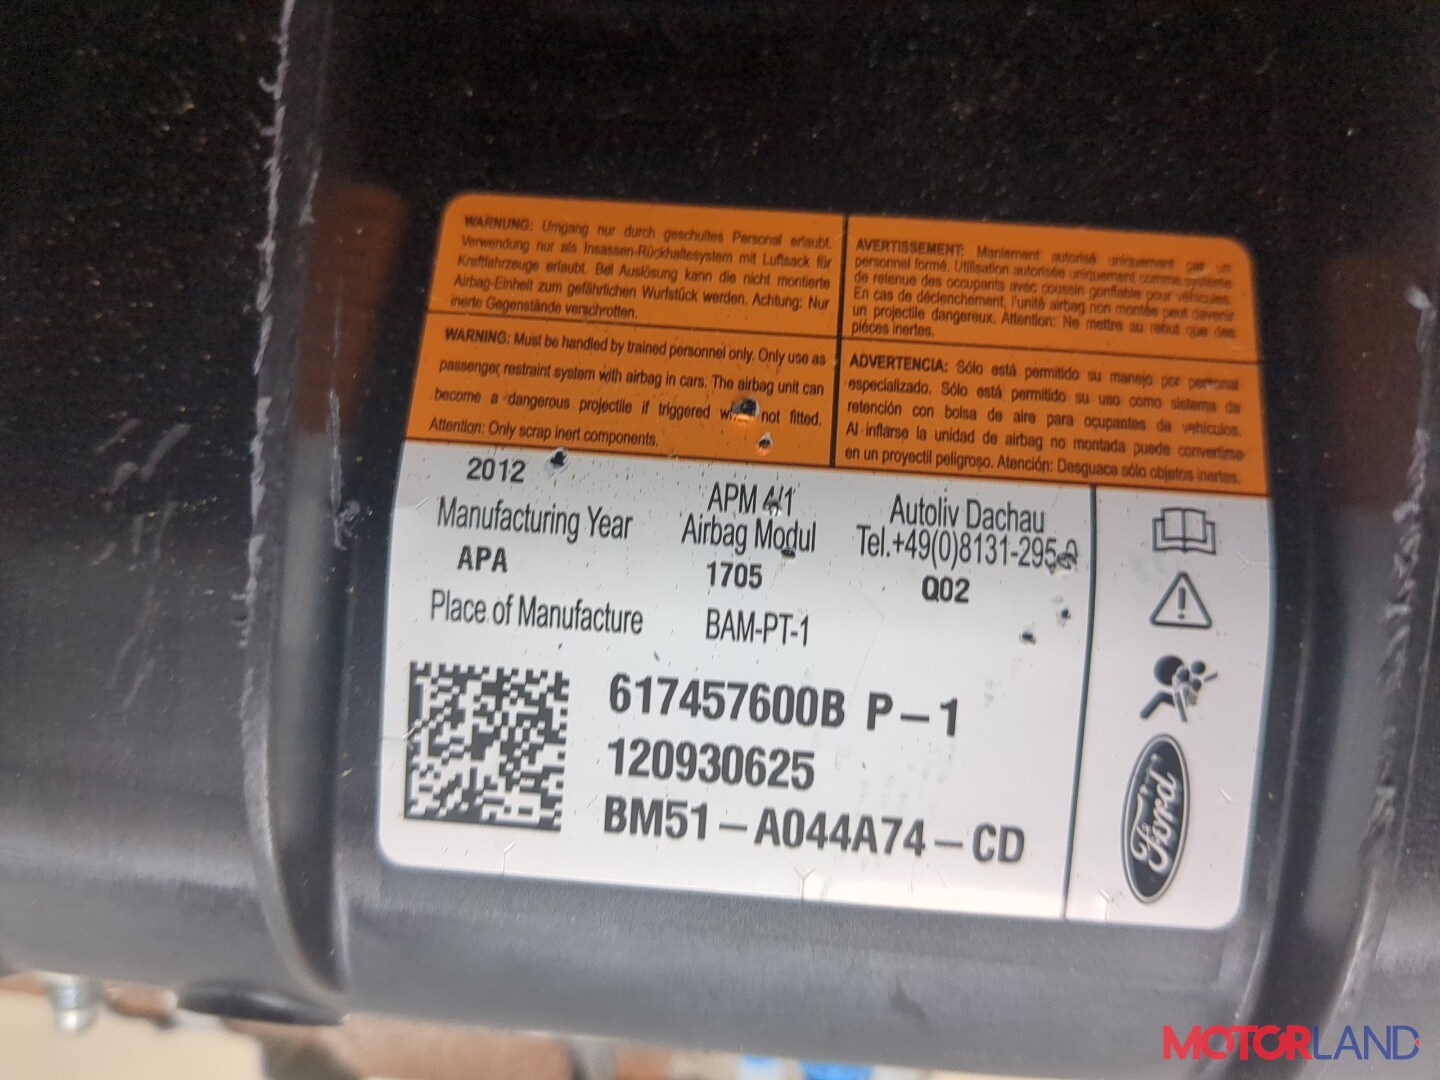 WARNUNG: Umgang nur durch geschultes Personal erlaubt.
Verwendung nur als Insassen-Rückhaltesystem mit Luftsack für
Kraftfahrzeuge erlaubt. Bei Auslösung kann die nicht montierte
Airbag-Einheit zum gefährlichen Wurfstück werden. Achtung: Nur
inerte Gegenstände verschrotten.
AVERTISSEMENT: Maniement autorisé uniquement par un
personnel formé. Utilisation autorisée uniquement comme système
de retenue des occupants avec coussin gonflable pour véhicules.
En cas de déclenchement, l'unité airbag non montée peut devenir
un projectile dangereux. Attention: Ne mettre au rebut que des
pièces inertes.
WARNING: Must be handled by trained personnel only. Only use as
passenger restraint system with airbag in cars. The airbag unit can
become a dangerous projectile if triggered not fitted.
Attention: Only scrap inert components.
ADVERTENCIA: Sólo está permitido su manejo por personal
especializado. Sólo está permitido su uso como sistema de
retención con bolsa de aire para ocupantes de vehículos.
Al inflarse la unidad de airbag no montada puede convertirse
en un proyectil peligroso. Atención: Desguace sólo objetos inertes.
2012
Manufacturing Year
APA
Place of Manufacture
APM 4/1
Airbag Modul
1705
BAM-PT-1
Autoliv Dachau
Tel.+49(0)8131-295-0
Q02
617457600B P-1
120930625
BM51-A044A74-CD
Ford
MOTORLAND